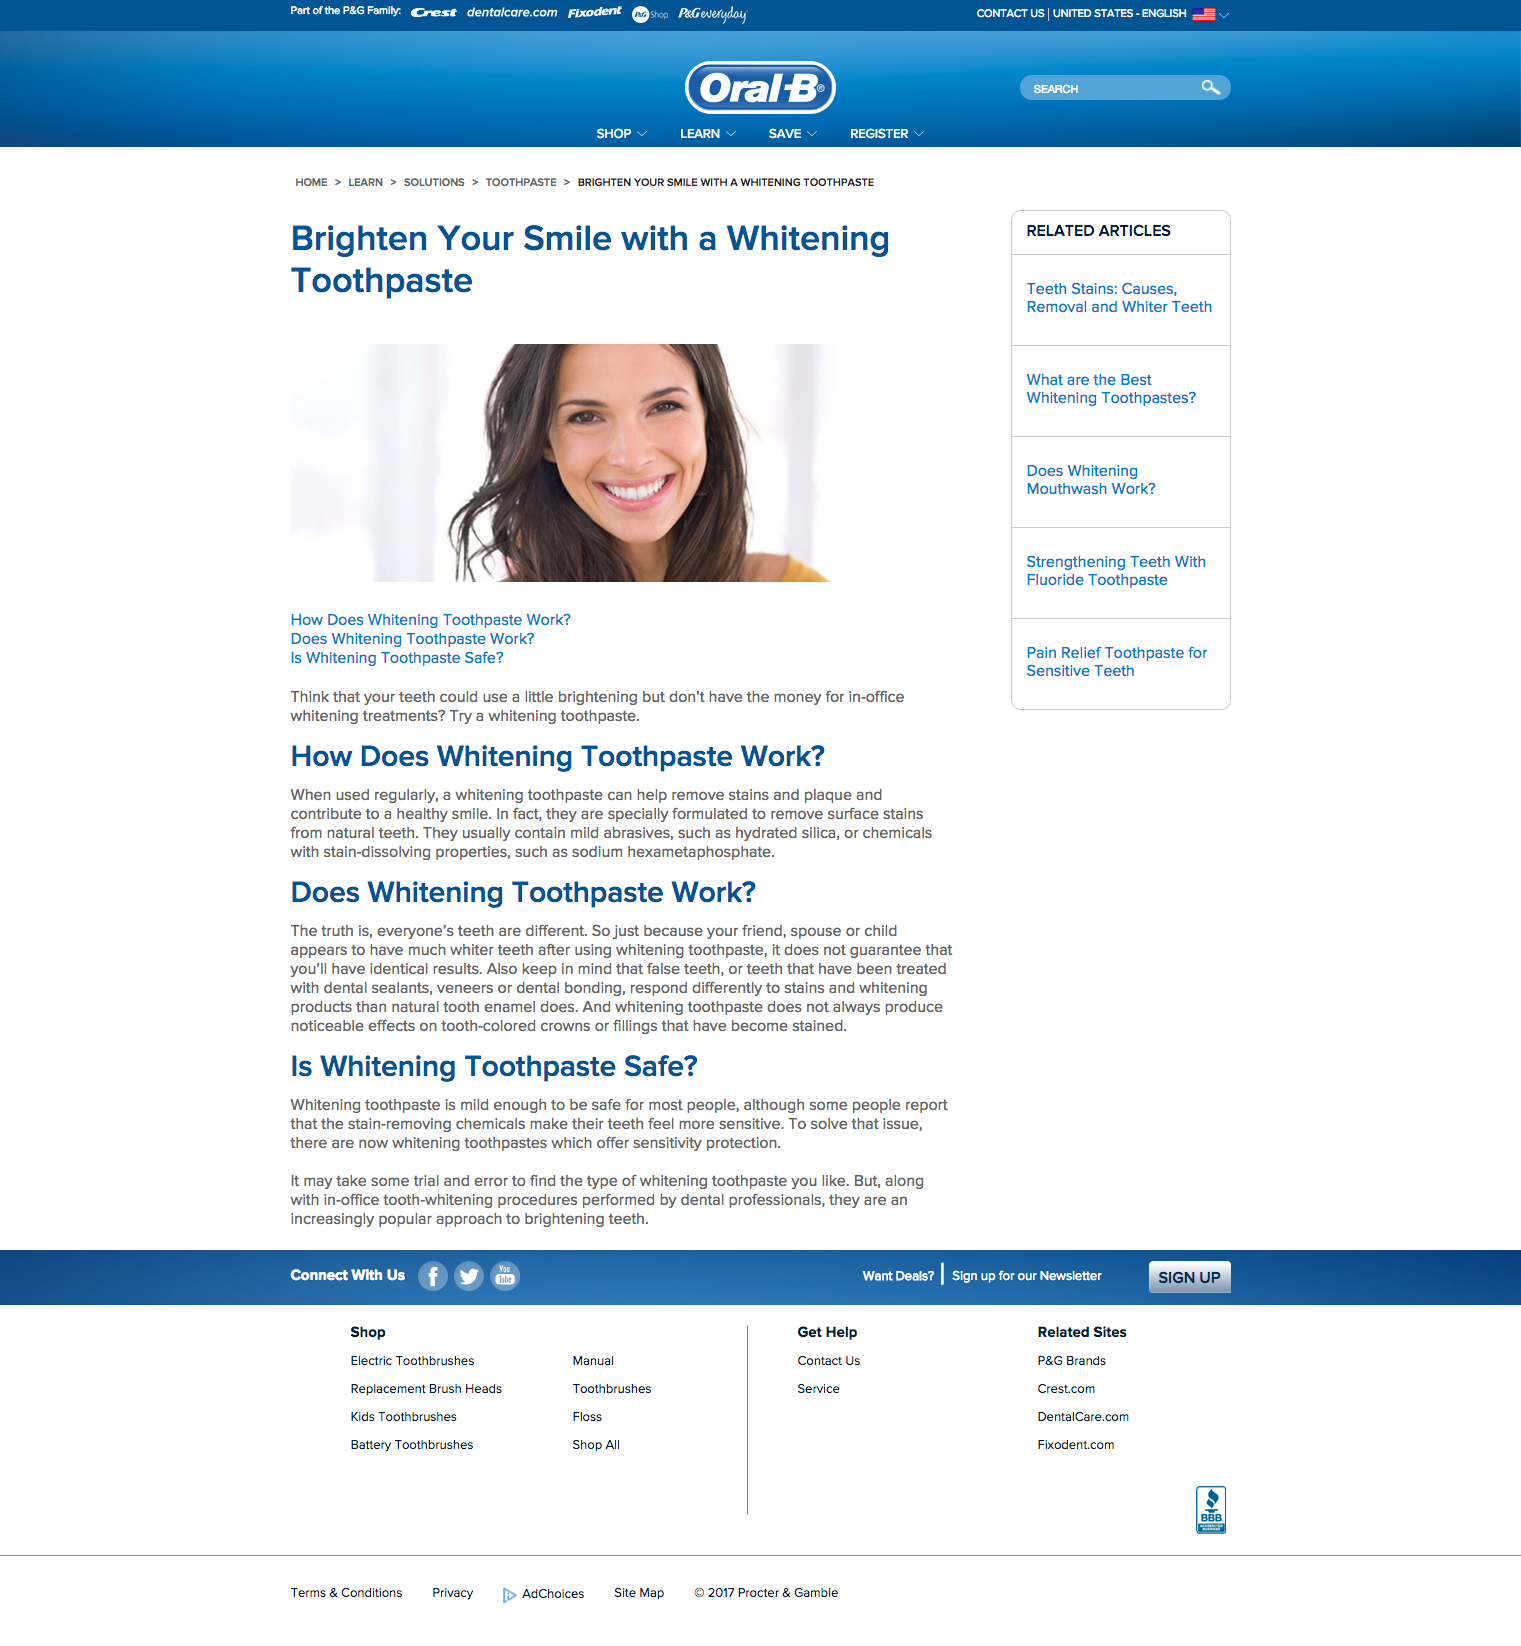 Part of the P&G Family: Crest dentalcare.com Fixodent P&G Shop P&G everyday
CONTACT US | UNITED STATES - ENGLISH
Oral-B®
SEARCH
SHOP LEARN SAVE REGISTER
HOME > LEARN > SOLUTIONS > TOOTHPASTE > BRIGHTEN YOUR SMILE WITH A WHITENING TOOTHPASTE
Brighten Your Smile with a Whitening
Toothpaste
How Does Whitening Toothpaste Work?
Does Whitening Toothpaste Work?
Is Whitening Toothpaste Safe?
Think that your teeth could use a little brightening but don’t have the money for in-office
whitening treatments? Try a whitening toothpaste.
How Does Whitening Toothpaste Work?
When used regularly, a whitening toothpaste can help remove stains and plaque and
contribute to a healthy smile. In fact, they are specially formulated to remove surface stains
from natural teeth. They usually contain mild abrasives, such as hydrated silica, or chemicals
with stain-dissolving properties, such as sodium hexametaphosphate.
Does Whitening Toothpaste Work?
The truth is, everyone’s teeth are different. So just because your friend, spouse or child
appears to have much whiter teeth after using whitening toothpaste, it does not guarantee that
you’ll have identical results. Also keep in mind that false teeth, or teeth that have been treated
with dental sealants, veneers or dental bonding, respond differently to stains and whitening
products than natural tooth enamel does. And whitening toothpaste does not always produce
noticeable effects on tooth-colored crowns or fillings that have become stained.
Is Whitening Toothpaste Safe?
Whitening toothpaste is mild enough to be safe for most people, although some people report
that the stain-removing chemicals make their teeth feel more sensitive. To solve that issue,
there are now whitening toothpastes which offer sensitivity protection.
It may take some trial and error to find the type of whitening toothpaste you like. But, along
with in-office tooth-whitening procedures performed by dental professionals, they are an
increasingly popular approach to brightening teeth.
RELATED ARTICLES
Teeth Stains: Causes,
Removal and Whiter Teeth
What are the Best
Whitening Toothpastes?
Does Whitening
Mouthwash Work?
Strengthening Teeth With
Fluoride Toothpaste
Pain Relief Toothpaste for
Sensitive Teeth
Connect With Us
You
Tube
Want Deals? | Sign up for our Newsletter
SIGN UP
Shop
Electric Toothbrushes
Replacement Brush Heads
Kids Toothbrushes
Battery Toothbrushes
Manual
Toothbrushes
Floss
Shop All
Get Help
Contact Us
Service
Related Sites
P&G Brands
Crest.com
DentalCare.com
Fixodent.com
BBB.
ACCREDITED
BUSINESS
Terms & Conditions Privacy AdChoices Site Map © 2017 Procter & Gamble